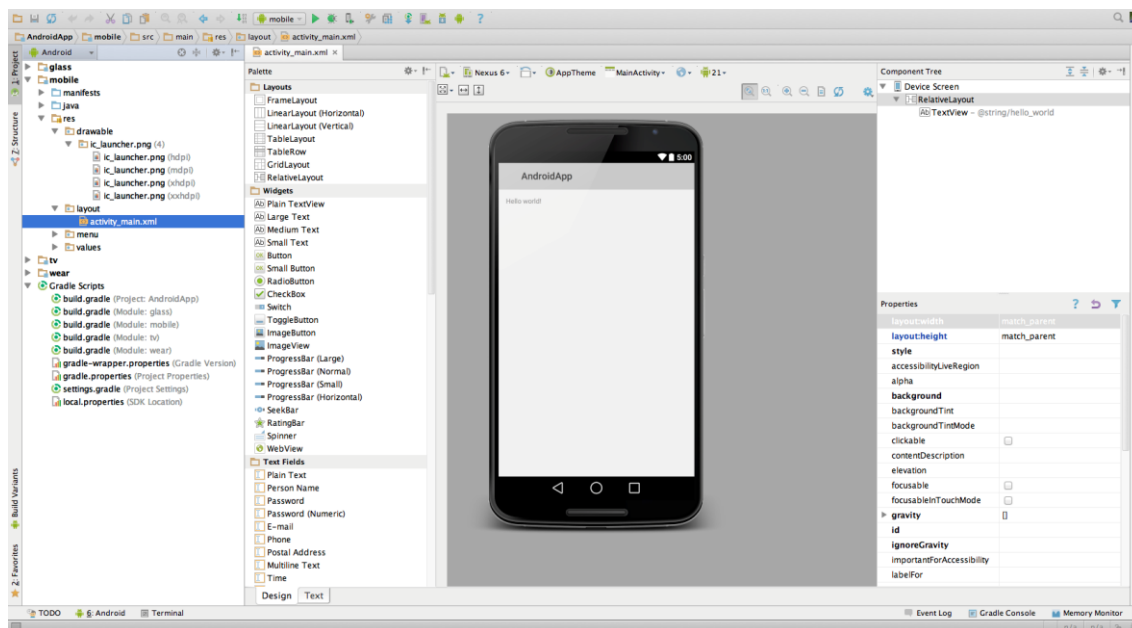 mobile
AndroidApp
mobile
src
main
res
layout
activity_main.xml
1: Project
Z: Structure
Build Variants
2: Favorites
Android
glass
mobile
manifests
java
res
drawable
ic_launcher.png (4)
ic_launcher.png (hdpi)
ic_launcher.png (mdpi)
ic_launcher.png (xhdpi)
ic_launcher.png (xxhdpi)
layout
activity_main.xml
menu
values
tv
wear
Gradle Scripts
build.gradle (Project: AndroidApp)
build.gradle (Module: glass)
build.gradle (Module: mobile)
build.gradle (Module: tv)
build.gradle (Module: wear)
gradle-wrapper.properties (Gradle Version)
gradle.properties (Project Properties)
settings.gradle (Project Settings)
local.properties (SDK Location)
activity_main.xml
Palette
Layouts
FrameLayout
LinearLayout (Horizontal)
LinearLayout (Vertical)
TableLayout
TableRow
GridLayout
RelativeLayout
Widgets
Plain TextView
Large Text
Medium Text
Small Text
Button
Small Button
RadioButton
CheckBox
Switch
ToggleButton
ImageButton
ImageView
ProgressBar (Large)
ProgressBar (Normal)
ProgressBar (Small)
ProgressBar (Horizontal)
SeekBar
RatingBar
Spinner
WebView
Text Fields
Plain Text
Person Name
Password
Password (Numeric)
E-mail
Phone
Postal Address
Multiline Text
Time
Design Text
Nexus 6 AppTheme MainActivity 21
5:00
AndroidApp
Hello world!
Component Tree
Device Screen
RelativeLayout
TextView – @string/hello_world
Properties
layout:width match_parent
layout:height match_parent
style
accessibilityLiveRegion
alpha
background
backgroundTint
backgroundTintMode
clickable
contentDescription
elevation
focusable
focusableInTouchMode
gravity []
id
ignoreGravity
importantForAccessibility
labelFor
TODO 6: Android Terminal
Event Log Gradle Console Memory Monitor
n/a n/a